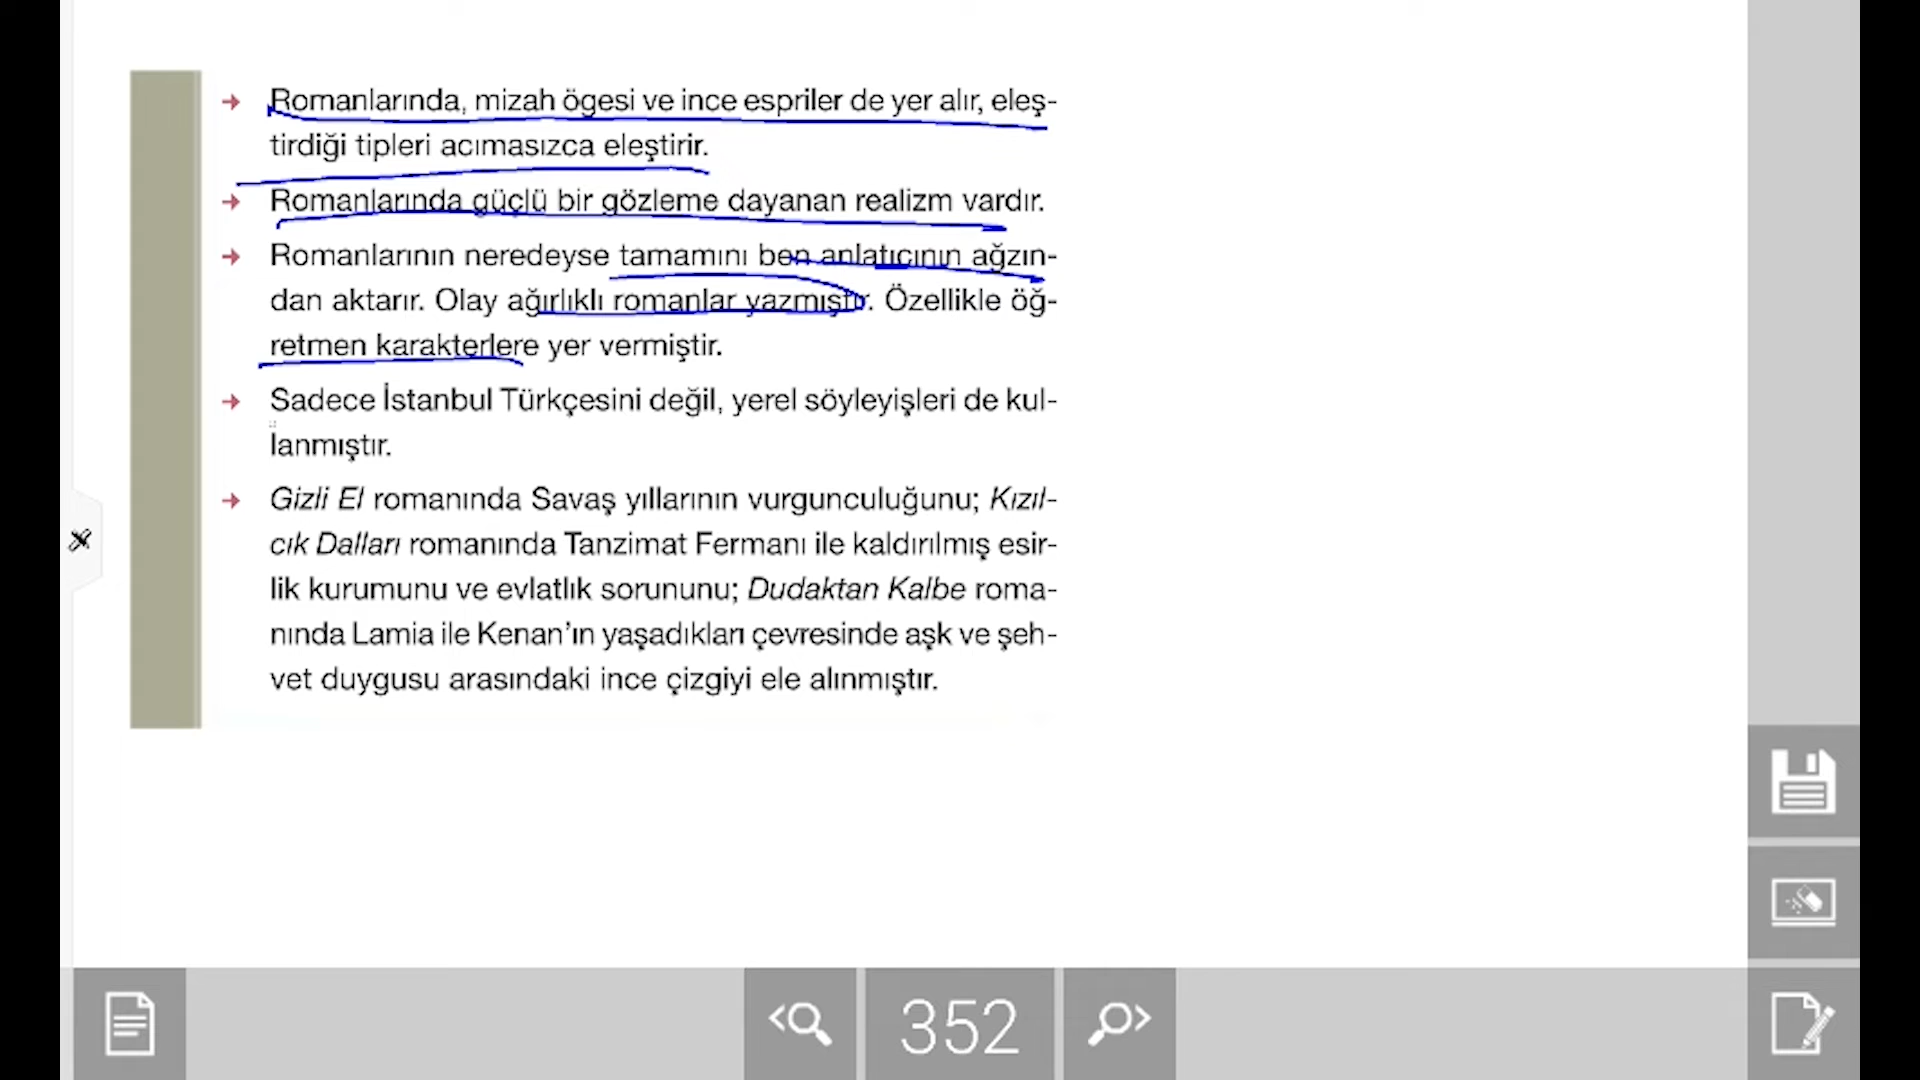 Romanlarında, mizah ögesi ve ince espriler de yer alır, eleş-
tirdiği tipleri acımasızca eleştirir.
Romanlarında güçlü bir gözleme dayanan realizm vardır.
Romanlarının neredeyse tamamını ben anlatıcının ağzın-
dan aktarır. Olay ağırlıklı romanlar yazmıştır. Özellikle öğ-
retmen karakterlere yer vermiştir.
Sadece İstanbul Türkçesini değil, yerel söyleyişleri de kul-
lanmıştır.
Gizli El romanında Savaş yıllarının vurgunculuğunu; Kızıl-
cık Dalları romanında Tanzimat Fermanı ile kaldırılmış esir-
lik kurumunu ve evlatlık sorununu; Dudaktan Kalbe roma-
nında Lamia ile Kenan'ın yaşadıkları çevresinde aşk ve şeh-
vet duygusu arasındaki ince çizgiyi ele alınmıştır.
352